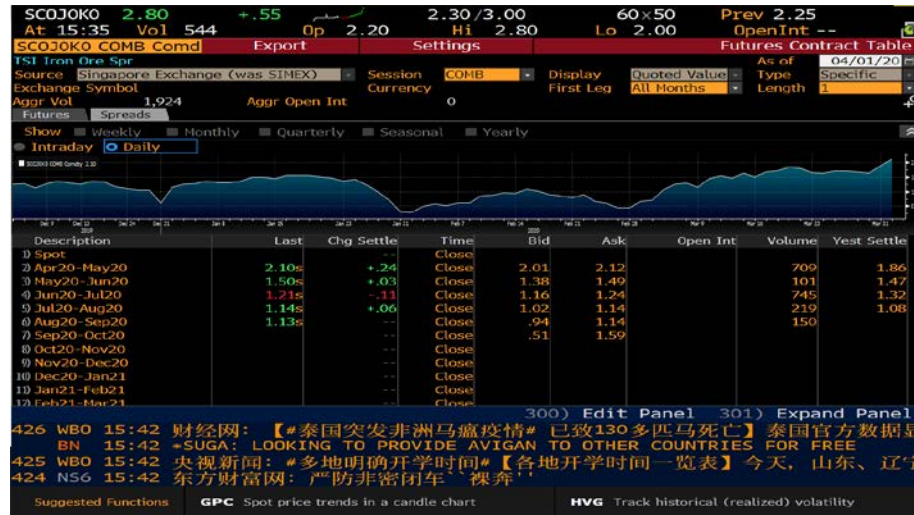 SCOJOKO 2.80 +.55 2.30/3.00 60×50 Prev 2.25
At 15:35 Vol 544 Op 2.20 Hi 2.80 Lo 2.00 OpenInt --
SCOJOKO COMB Comd Export Settings Futures Contract Table
TSI Iron Ore Spr As of 04/01/20
Source Singapore Exchange (was SIMEX) Session COMB Display Quoted Value Type Specific
Exchange Symbol Currency First Leg All Months Length 1
Aggr Vol 1,924 Aggr Open Int 0
Futures Spreads
Show Weekly Monthly Quarterly Seasonal Yearly
Intraday Daily
Description Last Chg Settle Time Bid Ask Open Int Volume Yest Settle
1) Spot -- Close
2) Apr20-May20 2.10s +.24 Close 2.01 2.12 709 1.86
3) May20-Jun20 1.50s +.03 Close 1.38 1.49 101 1.47
4) Jun20-Jul20 1.21s -.11 Close 1.16 1.24 745 1.32
5) Jul20-Aug20 1.14s +.06 Close 1.02 1.14 219 1.08
6) Aug20-Sep20 1.13s -- Close .94 1.14 150
7) Sep20-Oct20 -- Close .51 1.59
8) Oct20-Nov20 -- Close
9) Nov20-Dec20 -- Close
10) Dec20-Jan21 -- Close
11) Jan21-Feb21 -- Close
12) Feb21-Mar21 -- Close
300) Edit Panel 301) Expand Panel
426 WBO 15:42 财经网: 【#泰国突发非洲马瘟疫情# 已致130多匹马死亡】泰国官方数据显
BN 15:42 *SUGA: LOOKING TO PROVIDE AVIGAN TO OTHER COUNTRIES FOR FREE
425 WBO 15:42 央视新闻: #多地明确开学时间#【各地开学时间一览表】今天, 山东、辽宁
424 NS6 15:42 东方财富网: 严防非密闭车``裸奔''
Suggested Functions GPC Spot price trends in a candle chart HVG Track historical (realized) volatility